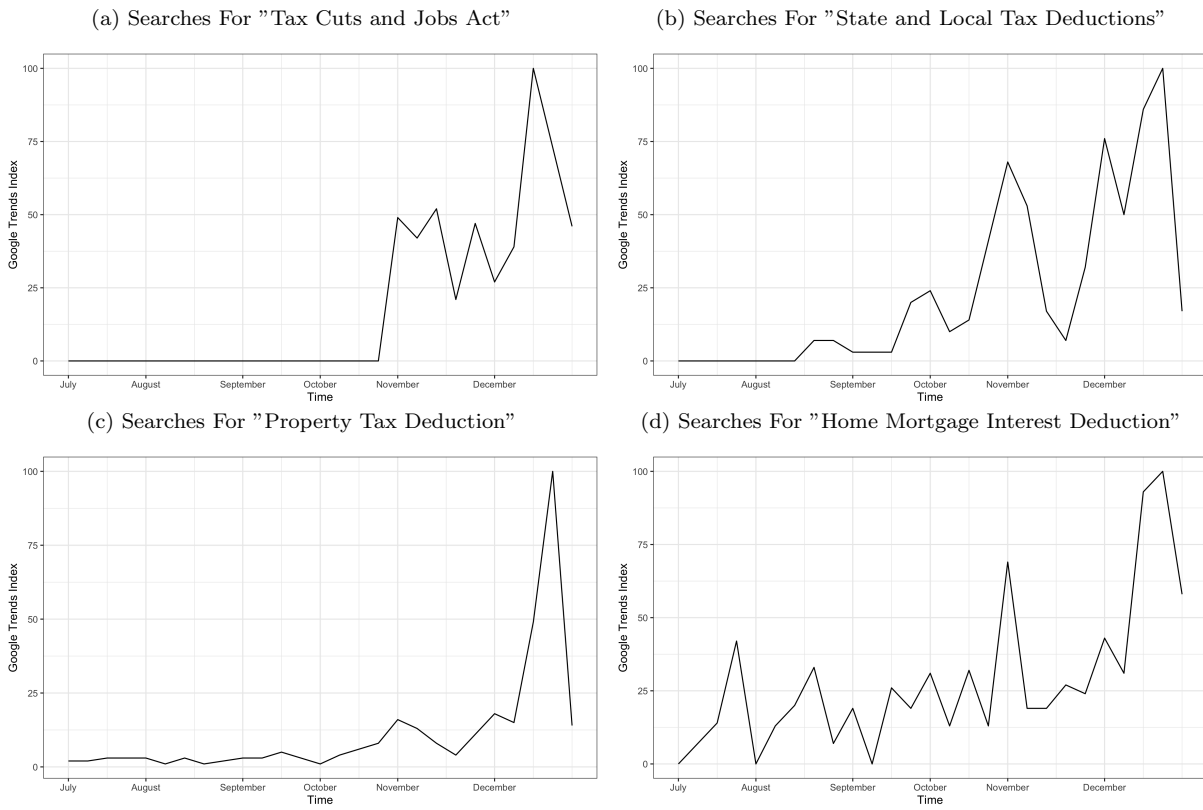 (a) Searches For ”Tax Cuts and Jobs Act”
100
75
50
25
0
Google Trends Index
July August September October November December
Time
(b) Searches For ”State and Local Tax Deductions”
100
75
50
25
0
Google Trends Index
July August September October November December
Time
(c) Searches For ”Property Tax Deduction”
100
75
50
25
0
Google Trends Index
July August September October November December
Time
(d) Searches For ”Home Mortgage Interest Deduction”
100
75
50
25
0
Google Trends Index
July August September October November December
Time